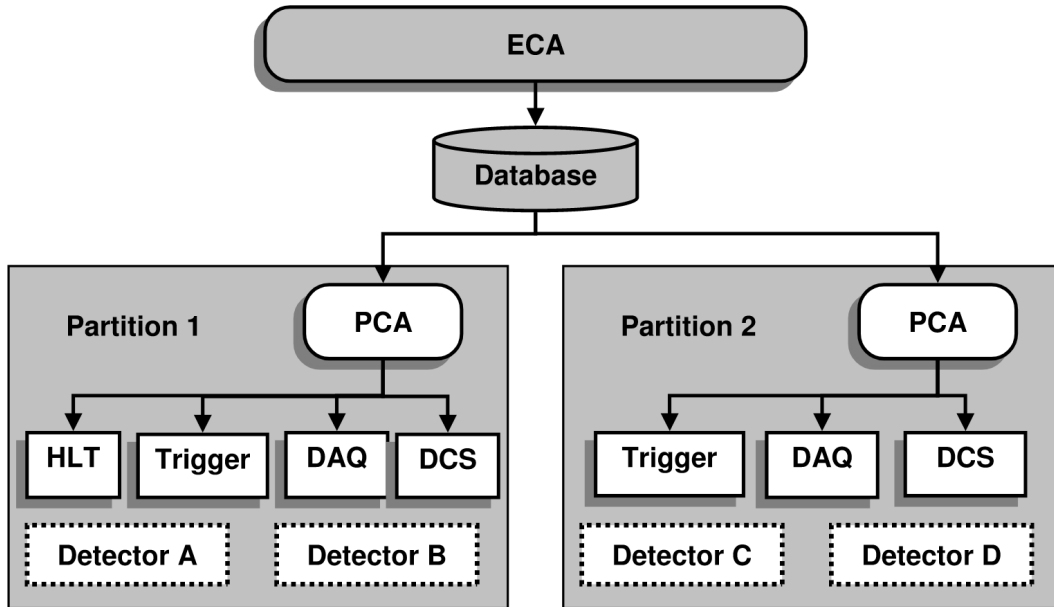 ECA
Database
Partition 1
PCA
HLT
Trigger
DAQ
DCS
Detector A
Detector B
Partition 2
PCA
Trigger
DAQ
DCS
Detector C
Detector D